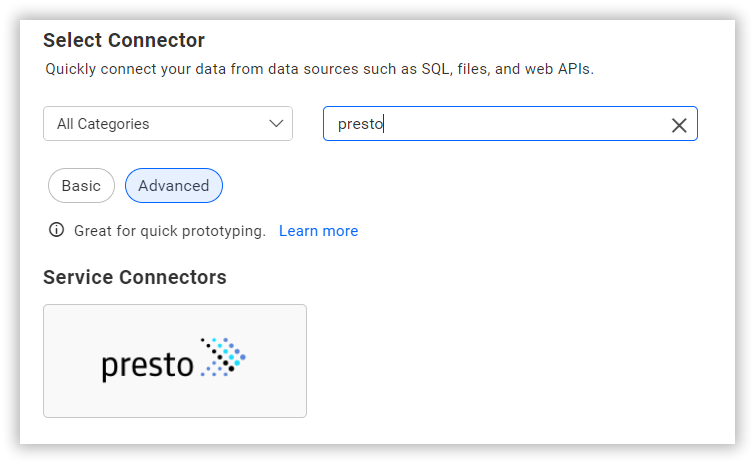 Select Connector
Quickly connect your data from data sources such as SQL, files, and web APIs.
All Categories
presto
Basic
Advanced
Great for quick prototyping. Learn more
Service Connectors
presto